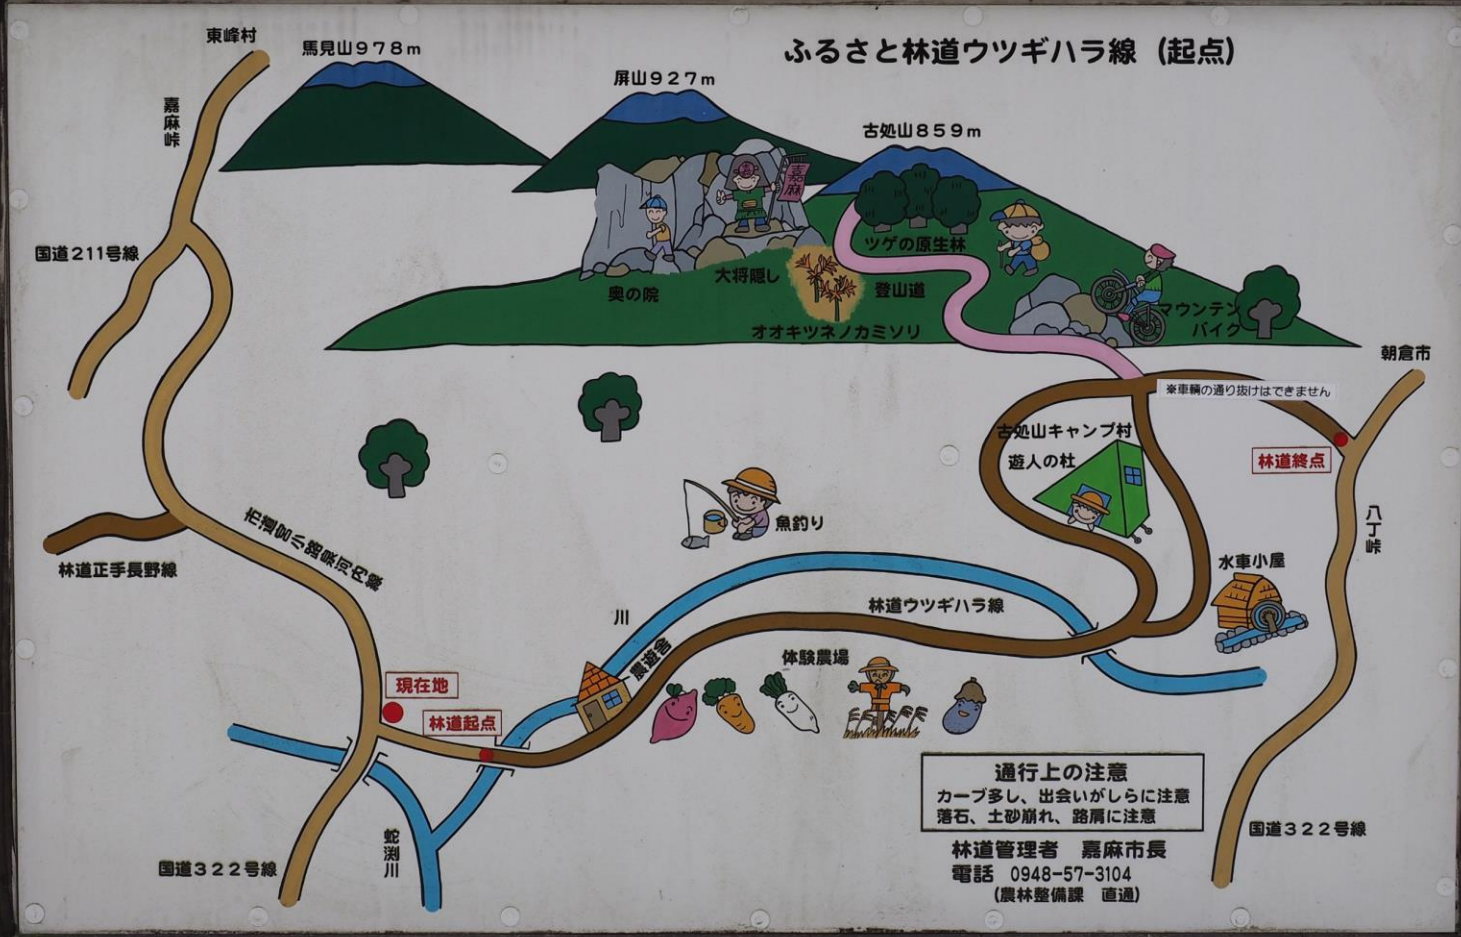 ふるさと林道ウツギハラ線（起点）
東峰村
馬見山９７８ｍ
屏山９２７ｍ
古処山８５９ｍ
嘉麻峠
嘉麻
国道２１１号線
ツゲの原生林
大将隠し
奥の院
登山道
オオキツネノカミソリ
マウンテン
バイク
朝倉市
※車輌の通り抜けはできません
古処山キャンプ村
遊人の杜
林道終点
八丁峠
魚釣り
市道宮小路泉河内線
林道正手長野線
水車小屋
川
林道ウツギハラ線
農遊舎
体験農場
現在地
林道起点
通行上の注意
カーブ多し、出会いがしらに注意
落石、土砂崩れ、路肩に注意
国道３２２号線
蛇渕川
国道３２２号線
林道管理者　嘉麻市長
電話　0948-57-3104
（農林整備課　直通）